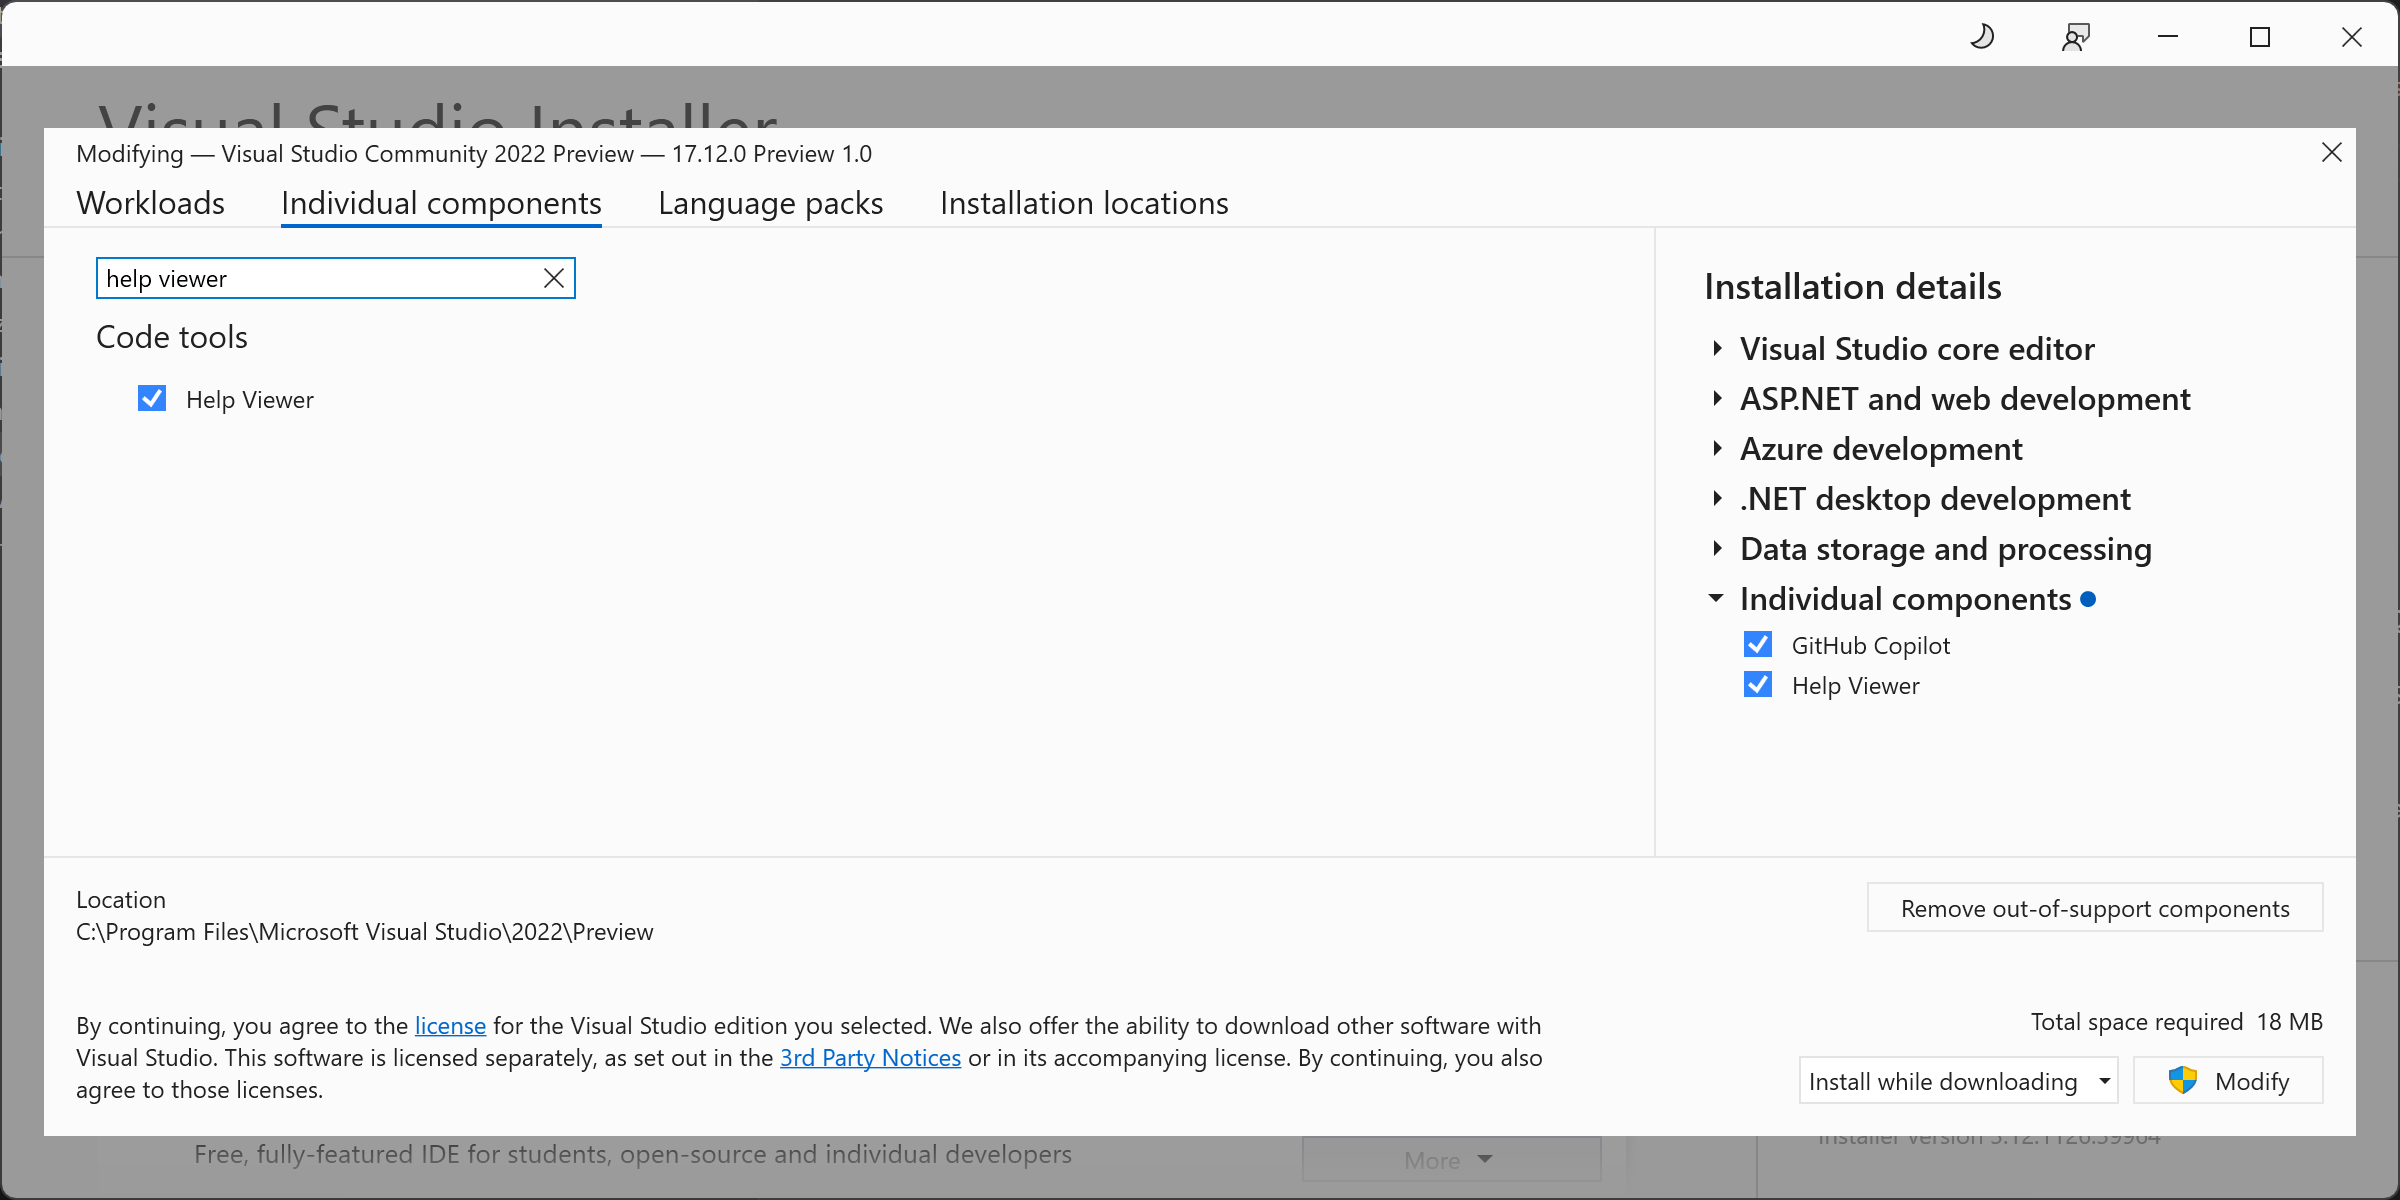 Visual Studio Installer
Modifying — Visual Studio Community 2022 Preview — 17.12.0 Preview 1.0
Workloads
Individual components
Language packs
Installation locations
help viewer
Code tools
Help Viewer
Installation details
Visual Studio core editor
ASP.NET and web development
Azure development
.NET desktop development
Data storage and processing
Individual components
GitHub Copilot
Help Viewer
Location
C:\Program Files\Microsoft Visual Studio\2022\Preview
Remove out-of-support components
By continuing, you agree to the license for the Visual Studio edition you selected. We also offer the ability to download other software with
Visual Studio. This software is licensed separately, as set out in the 3rd Party Notices or in its accompanying license. By continuing, you also
agree to those licenses.
Total space required 18 MB
Install while downloading
Modify
Free, fully-featured IDE for students, open-source and individual developers
More
Installer version